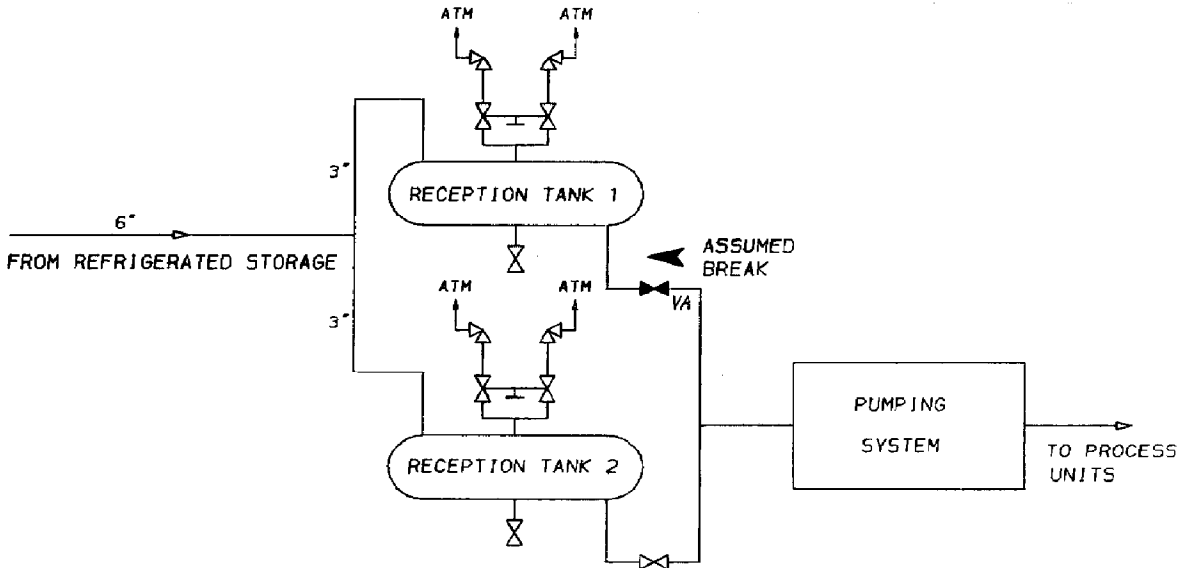 ATM
ATM
3"
RECEPTION TANK 1
6"
FROM REFRIGERATED STORAGE
ASSUMED
BREAK
ATM
ATM
VA
3"
PUMPING
SYSTEM
RECEPTION TANK 2
TO PROCESS
UNITS